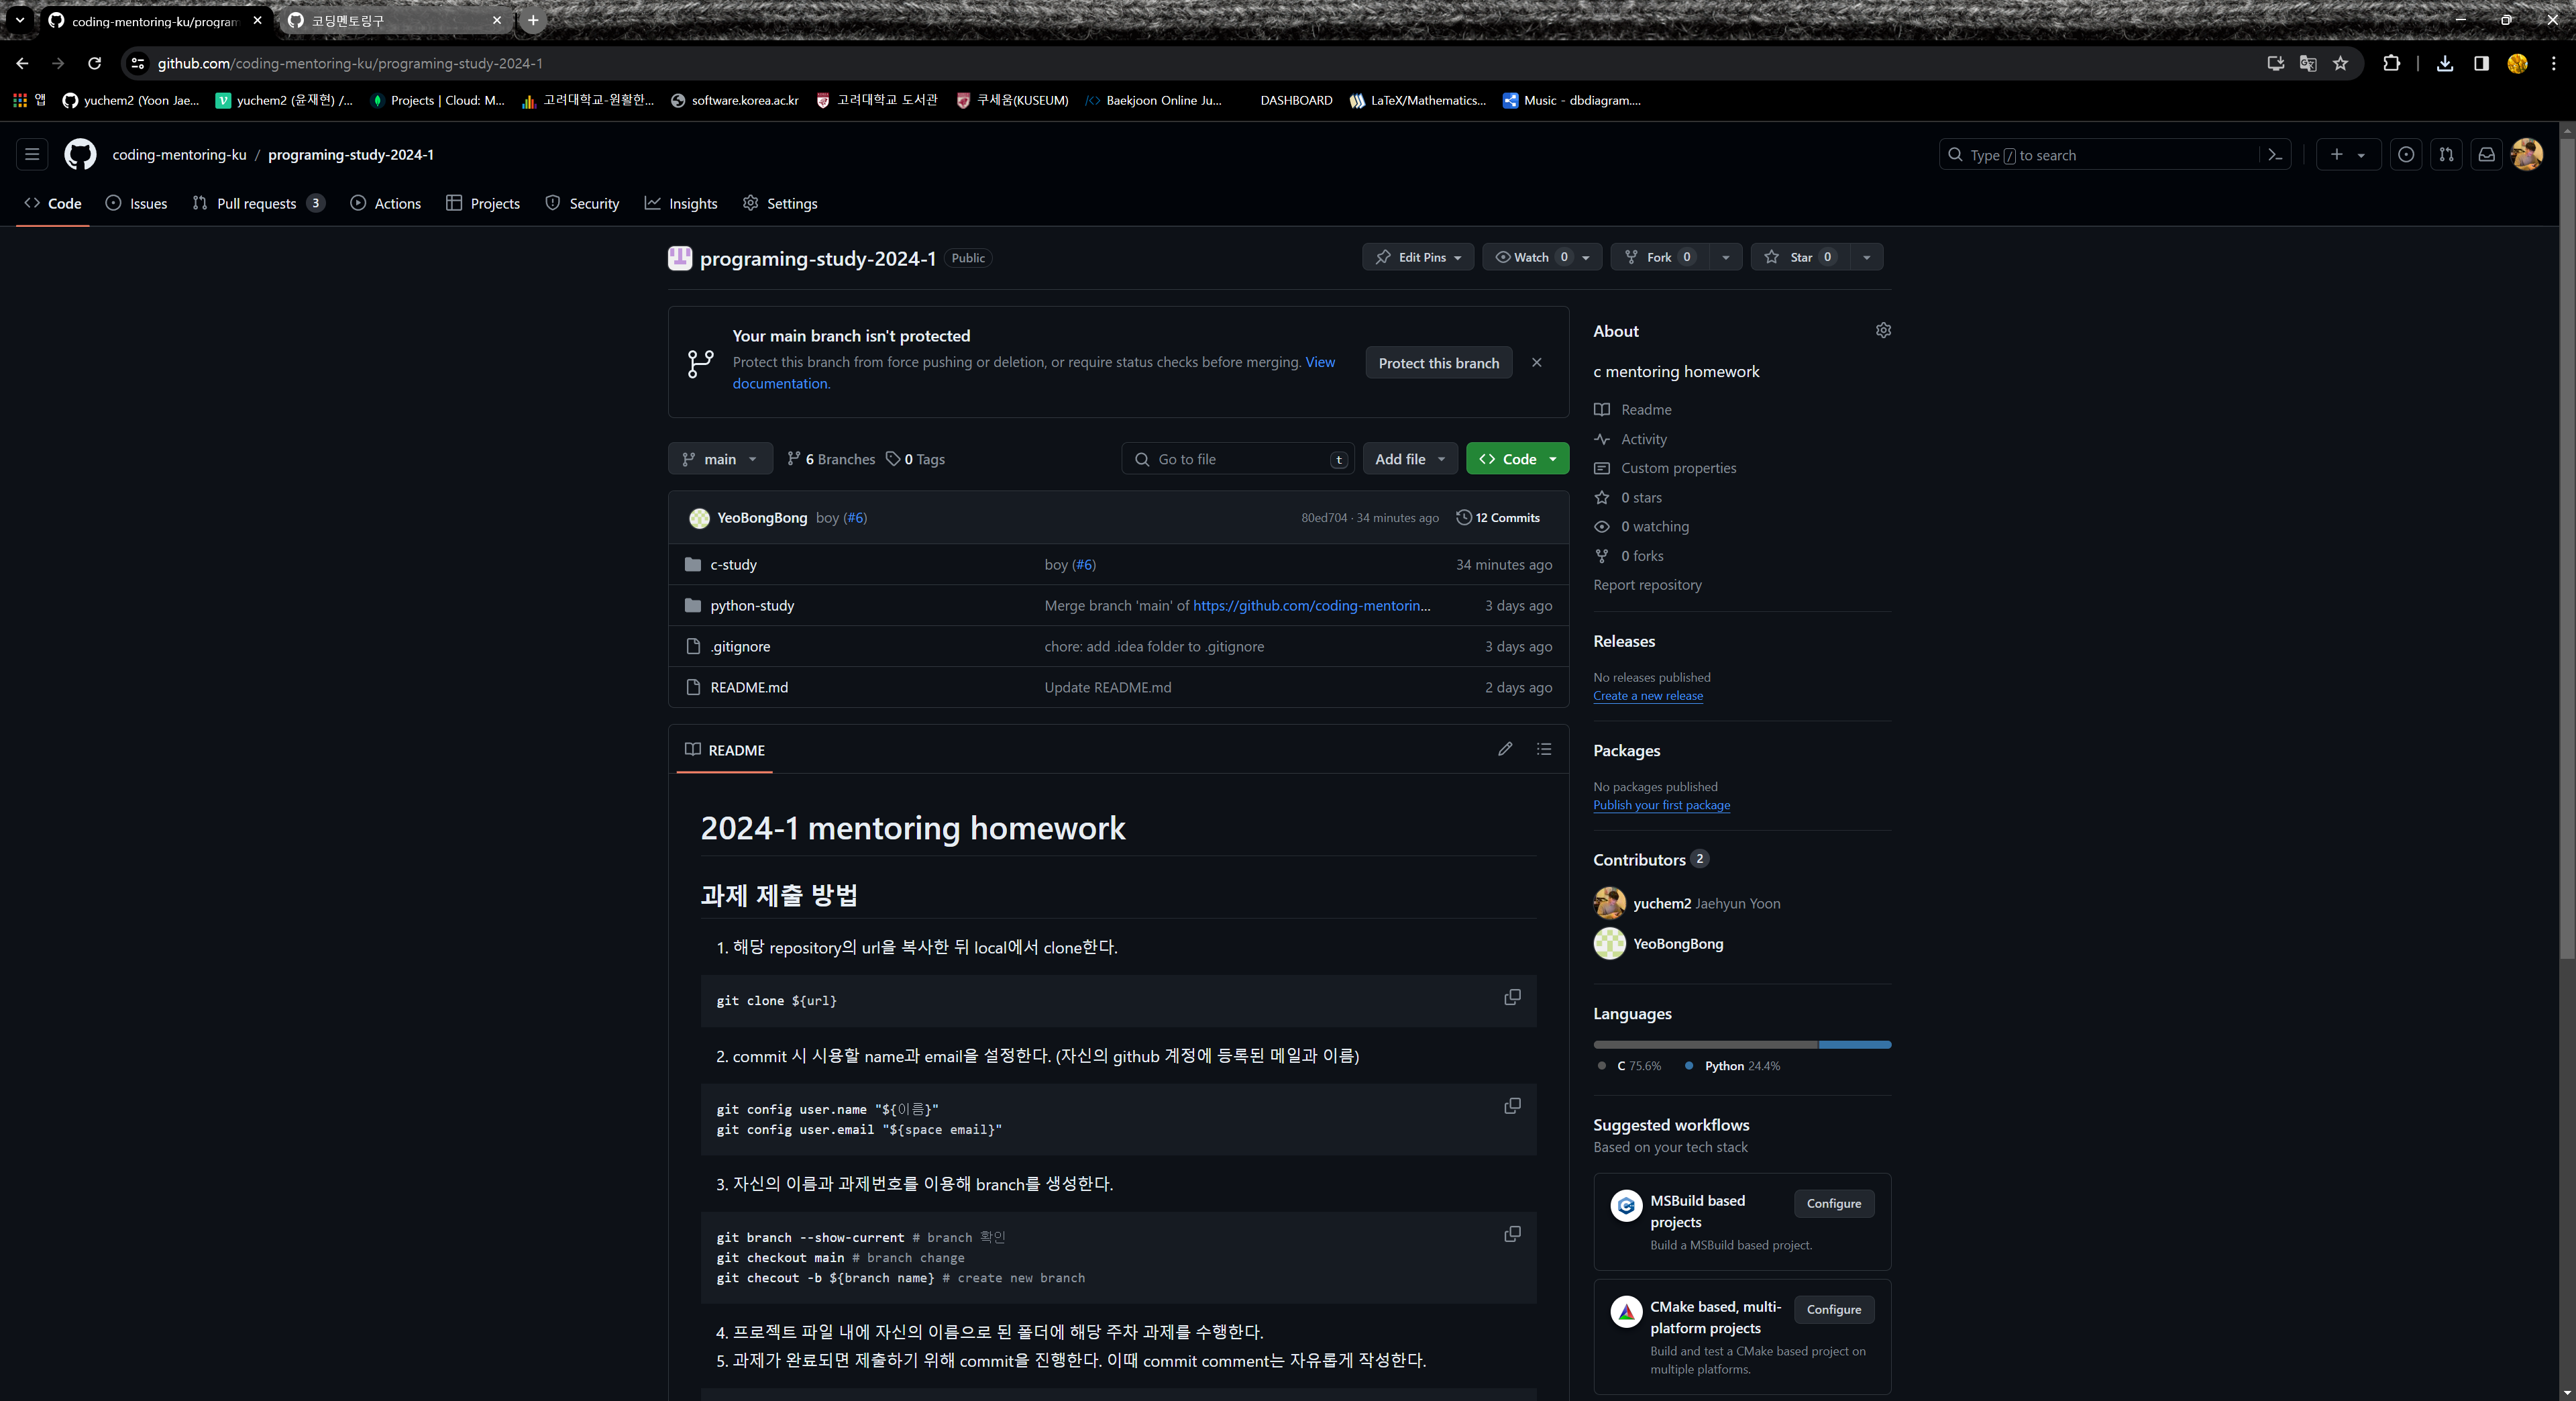 coding-mentoring-ku/program
코딩멘토링구
github.com/coding-mentoring-ku/programing-study-2024-1
앱
yuchem2 (Yoon Jae...
yuchem2 (윤재현) /...
Projects | Cloud: M...
고려대학교-원활한...
software.korea.ac.kr
고려대학교 도서관
쿠세움(KUSEUM)
Baekjoon Online Ju...
DASHBOARD
LaTeX/Mathematics...
Music - dbdiagram....
coding-mentoring-ku / programing-study-2024-1
Type / to search
Code
Issues
Pull requests 3
Actions
Projects
Security
Insights
Settings
programing-study-2024-1 Public
Edit Pins
Watch 0
Fork 0
Star 0
Your main branch isn't protected
Protect this branch from force pushing or deletion, or require status checks before merging. View
documentation.
Protect this branch
main
6 Branches
0 Tags
Go to file t
Add file
Code
YeoBongBong boy (#6) 80ed704 · 34 minutes ago 12 Commits
c-study boy (#6) 34 minutes ago
python-study Merge branch 'main' of https://github.com/coding-mentorin... 3 days ago
.gitignore chore: add .idea folder to .gitignore 3 days ago
README.md Update README.md 2 days ago
README
2024-1 mentoring homework
과제 제출 방법
1. 해당 repository의 url을 복사한 뒤 local에서 clone한다.
git clone ${url}
2. commit 시 시용할 name과 email을 설정한다. (자신의 github 계정에 등록된 메일과 이름)
git config user.name "${이름}"
git config user.email "${space email}"
3. 자신의 이름과 과제번호를 이용해 branch를 생성한다.
git branch --show-current # branch 확인
git checkout main # branch change
git checout -b ${branch name} # create new branch
4. 프로젝트 파일 내에 자신의 이름으로 된 폴더에 해당 주차 과제를 수행한다.
5. 과제가 완료되면 제출하기 위해 commit을 진행한다. 이때 commit comment는 자유롭게 작성한다.
About
c mentoring homework
Readme
Activity
Custom properties
0 stars
0 watching
0 forks
Report repository
Releases
No releases published
Create a new release
Packages
No packages published
Publish your first package
Contributors 2
yuchem2 Jaehyun Yoon
YeoBongBong
Languages
C 75.6%
Python 24.4%
Suggested workflows
Based on your tech stack
MSBuild based
projects
Configure
Build a MSBuild based project.
CMake based, multi-
platform projects
Configure
Build and test a CMake based project on
multiple platforms.